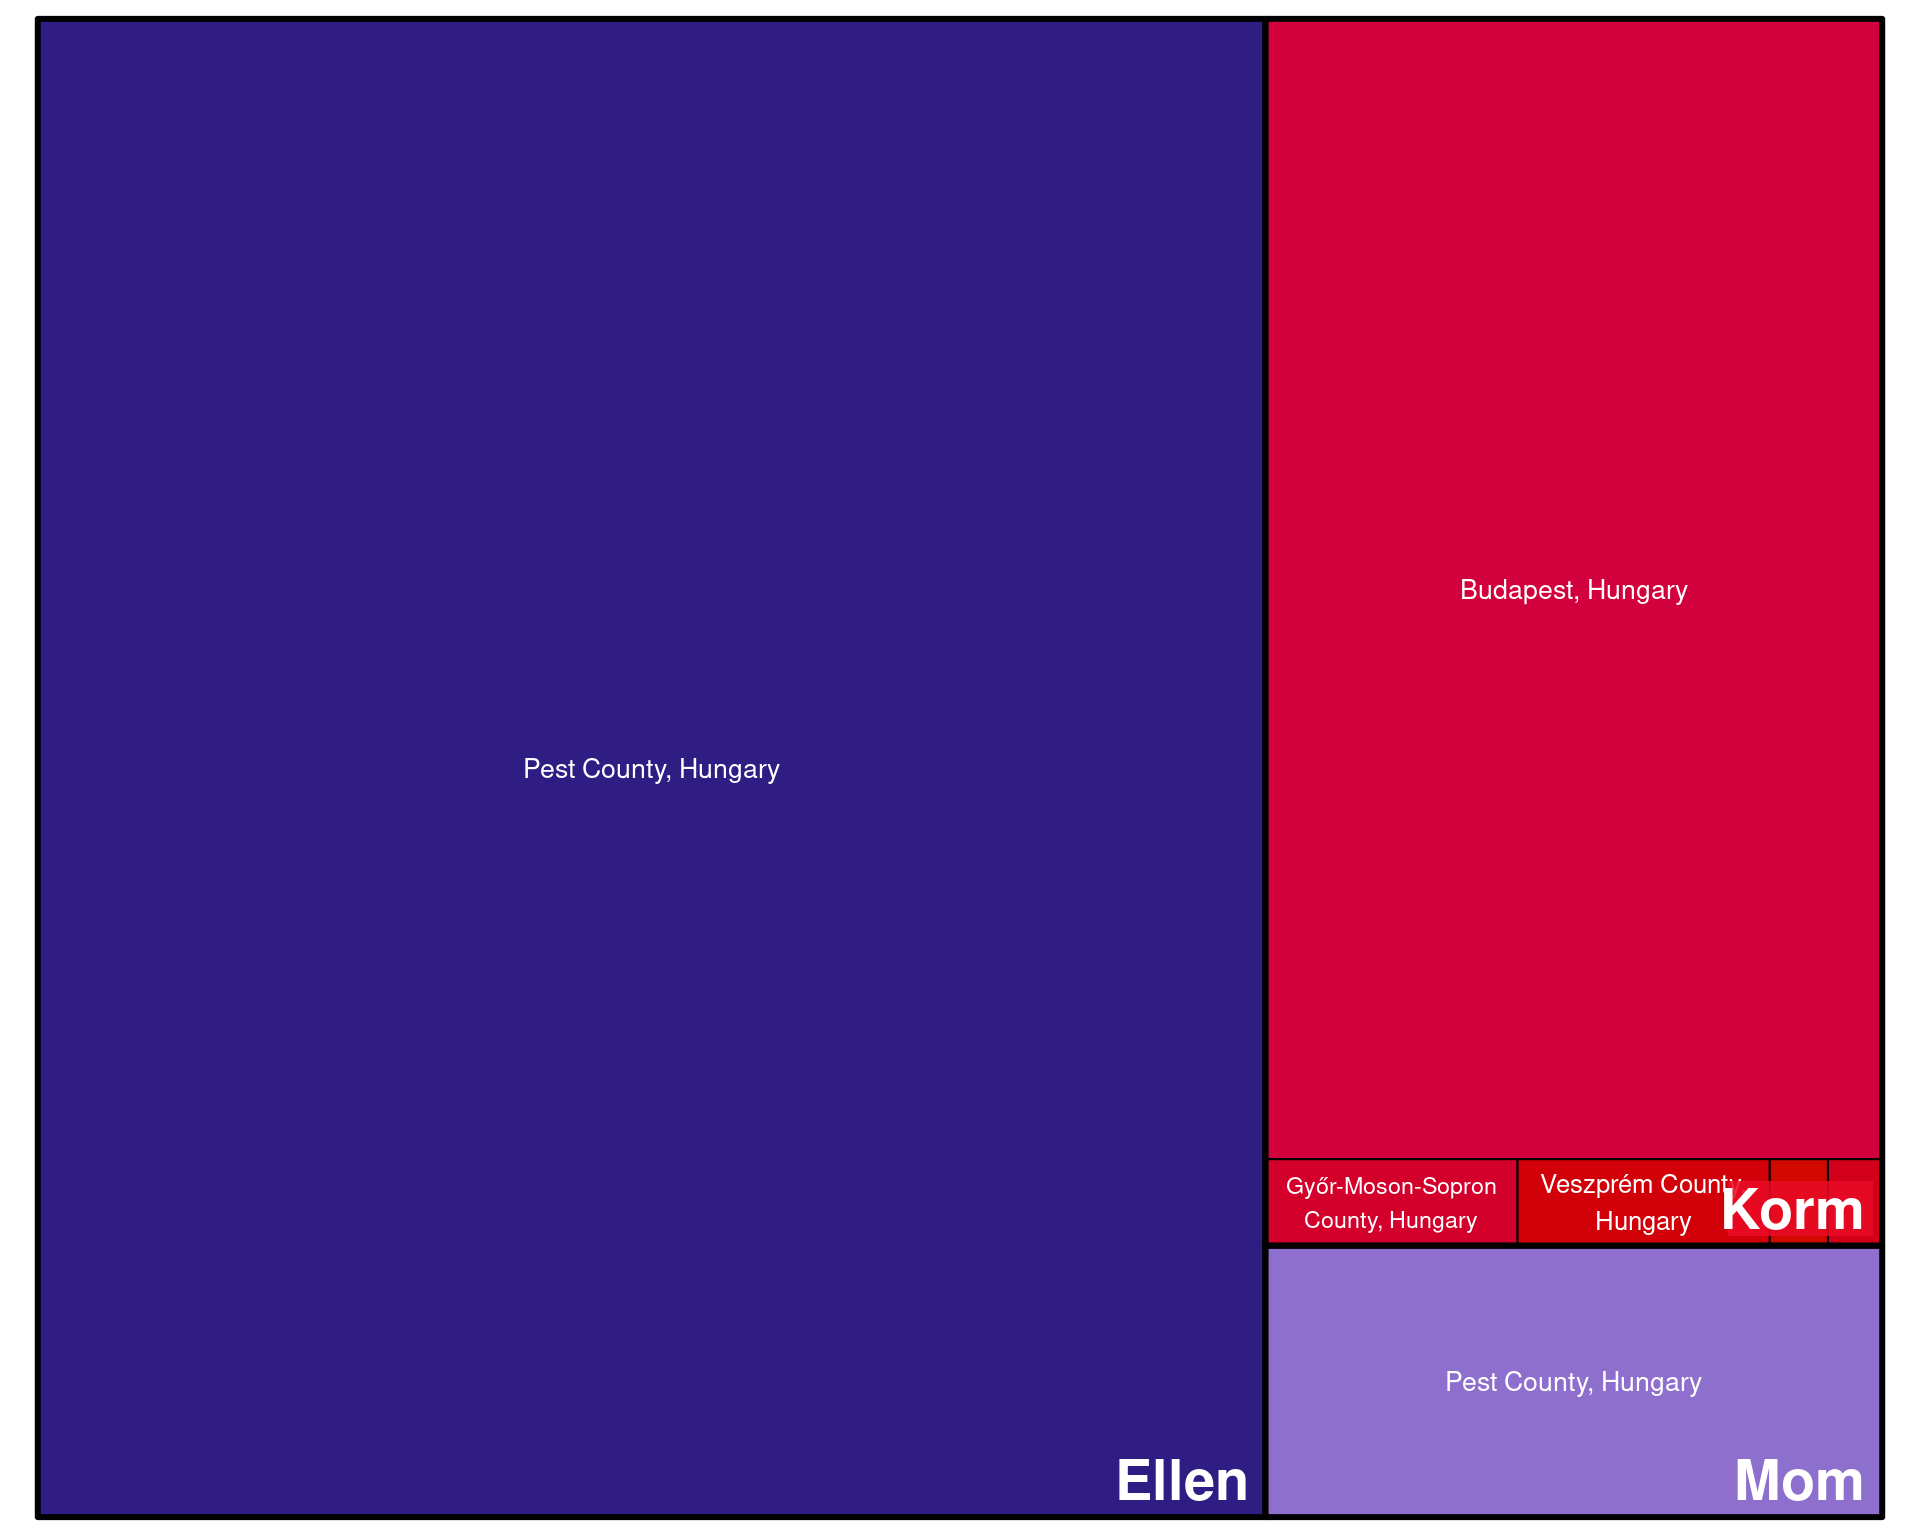 Pest County, Hungary
Ellen
Budapest, Hungary
Győr-Moson-Sopron
County, Hungary
Veszprém County
Hungary
Korm
Pest County, Hungary
Mom